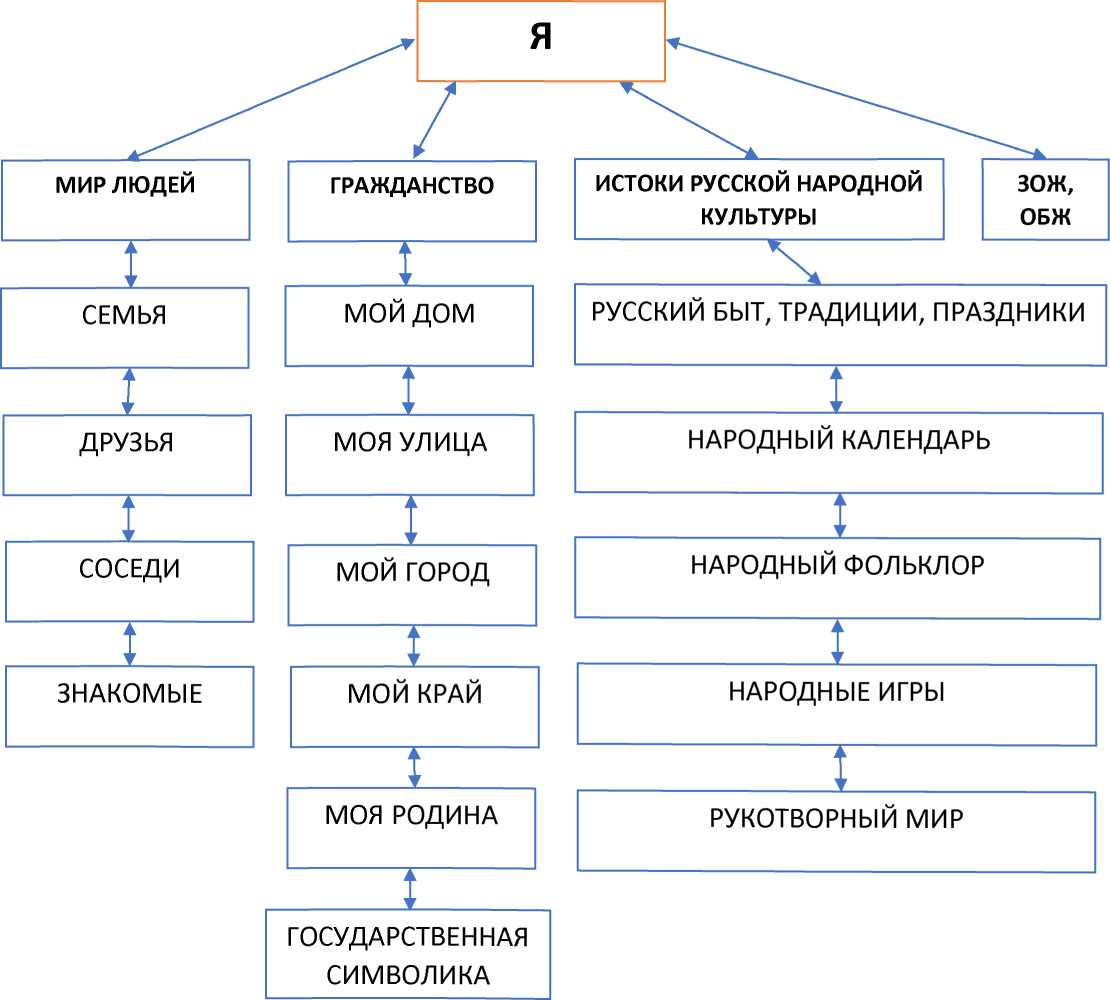 Я
МИР ЛЮДЕЙ
ГРАЖДАНСТВО
ИСТОКИ РУССКОЙ НАРОДНОЙ
КУЛЬТУРЫ
ЗОЖ,
ОБЖ
СЕМЬЯ
МОЙ ДОМ
РУССКИЙ БЫТ, ТРАДИЦИИ, ПРАЗДНИКИ
ДРУЗЬЯ
МОЯ УЛИЦА
НАРОДНЫЙ КАЛЕНДАРЬ
СОСЕДИ
МОЙ ГОРОД
НАРОДНЫЙ ФОЛЬКЛОР
ЗНАКОМЫЕ
МОЙ КРАЙ
НАРОДНЫЕ ИГРЫ
МОЯ РОДИНА
РУКОТВОРНЫЙ МИР
ГОСУДАРСТВЕННАЯ
СИМВОЛИКА